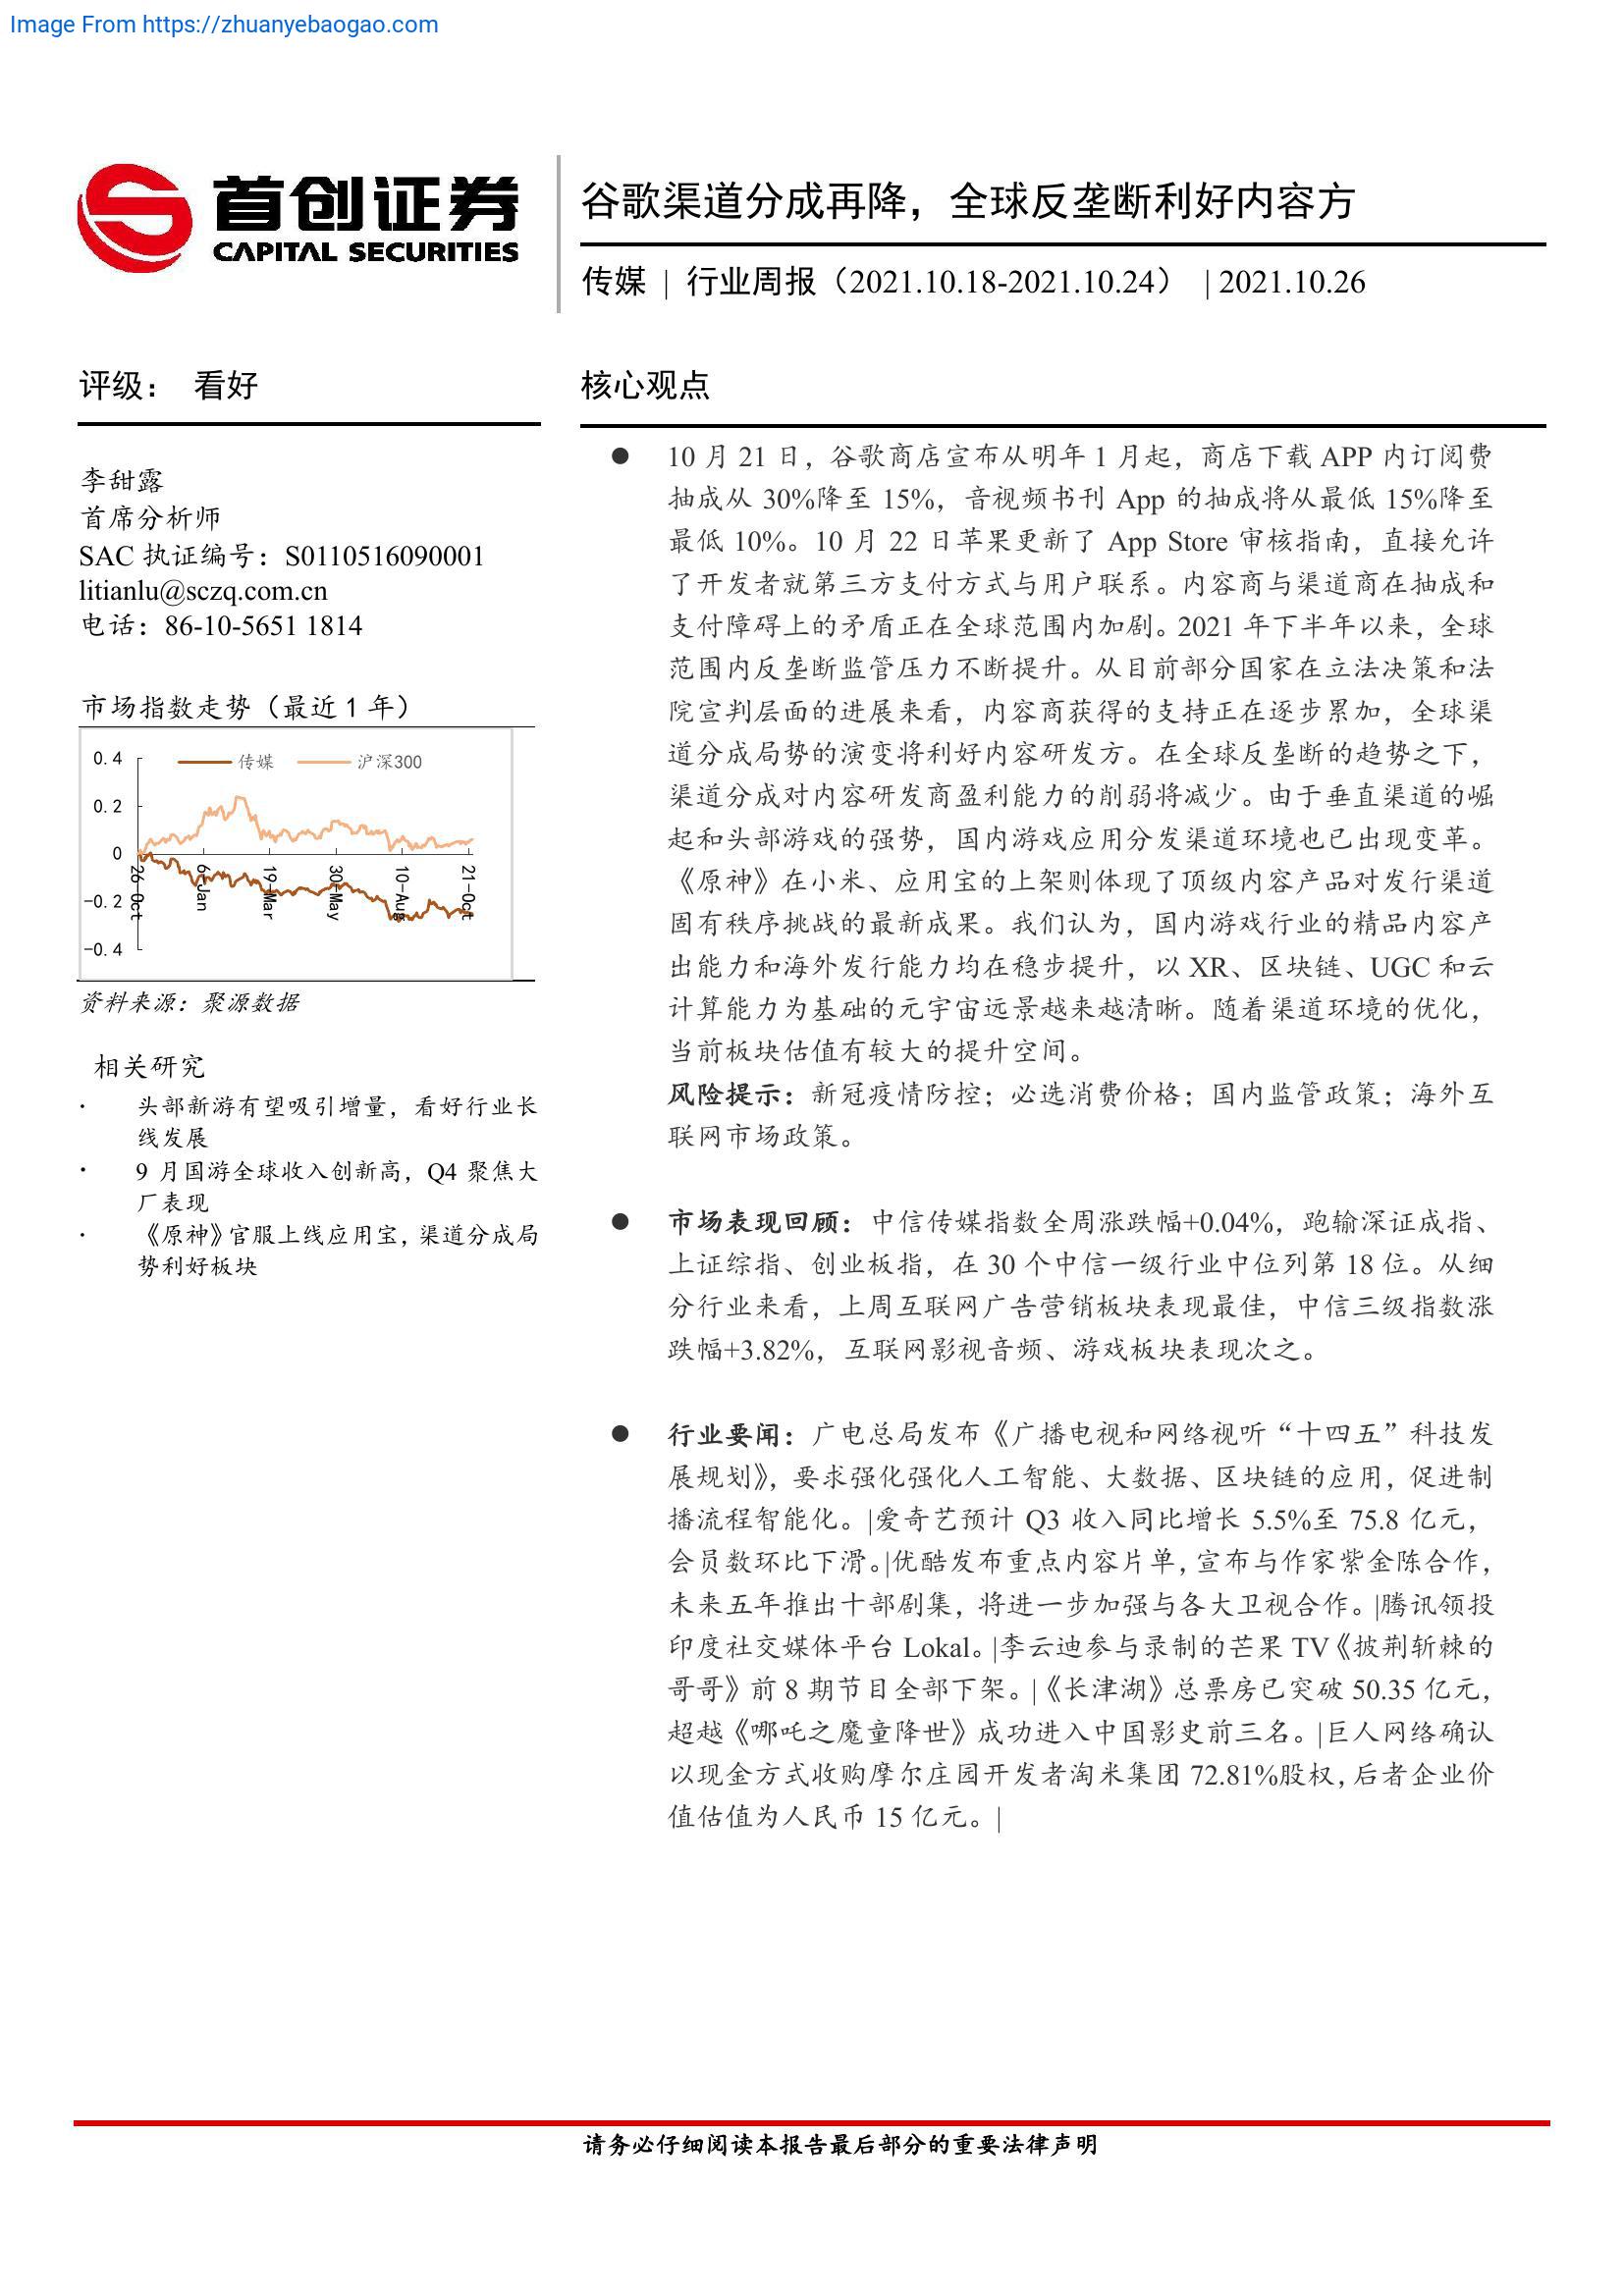 Image From https://zhuanyebaogao.com
首创证券
CAPITAL SECURITIES
谷歌渠道分成再降，全球反垄断利好内容方
传媒 | 行业周报（2021.10.18-2021.10.24） | 2021.10.26
评级： 看好
李甜露
首席分析师
SAC 执证编号：S0110516090001
litianlu@sczq.com.cn
电话：86-10-5651 1814
市场指数走势（最近 1 年）
传媒 沪深300
0.4
0.2
0
-0.2
-0.4
26-Oct 6-Jan 19-Mar 30-May 10-Aug 21-Oct
资料来源：聚源数据
相关研究
· 头部新游有望吸引增量，看好行业长
线发展
· 9 月国游全球收入创新高，Q4 聚焦大
厂表现
· 《原神》官服上线应用宝，渠道分成局
势利好板块
核心观点
● 10 月 21 日，谷歌商店宣布从明年 1 月起，商店下载 APP 内订阅费
抽成从 30%降至 15%，音视频书刊 App 的抽成将从最低 15%降至
最低 10%。10 月 22 日苹果更新了 App Store 审核指南，直接允许
了开发者就第三方支付方式与用户联系。内容商与渠道商在抽成和
支付障碍上的矛盾正在全球范围内加剧。2021 年下半年以来，全球
范围内反垄断监管压力不断提升。从目前部分国家在立法决策和法
院宣判层面的进展来看，内容商获得的支持正在逐步累加，全球渠
道分成局势的演变将利好内容研发方。在全球反垄断的趋势之下，
渠道分成对内容研发商盈利能力的削弱将减少。由于垂直渠道的崛
起和头部游戏的强势，国内游戏应用分发渠道环境也已出现变革。
《原神》在小米、应用宝的上架则体现了顶级内容产品对发行渠道
固有秩序挑战的最新成果。我们认为，国内游戏行业的精品内容产
出能力和海外发行能力均在稳步提升，以 XR、区块链、UGC 和云
计算能力为基础的元宇宙远景越来越清晰。随着渠道环境的优化，
当前板块估值有较大的提升空间。
风险提示：新冠疫情防控；必选消费价格；国内监管政策；海外互
联网市场政策。
● 市场表现回顾：中信传媒指数全周涨跌幅+0.04%，跑输深证成指、
上证综指、创业板指，在 30 个中信一级行业中位列第 18 位。从细
分行业来看，上周互联网广告营销板块表现最佳，中信三级指数涨
跌幅+3.82%，互联网影视音频、游戏板块表现次之。
● 行业要闻：广电总局发布《广播电视和网络视听“十四五”科技发
展规划》，要求强化强化人工智能、大数据、区块链的应用，促进制
播流程智能化。|爱奇艺预计 Q3 收入同比增长 5.5%至 75.8 亿元，
会员数环比下滑。|优酷发布重点内容片单，宣布与作家紫金陈合作，
未来五年推出十部剧集，将进一步加强与各大卫视合作。|腾讯领投
印度社交媒体平台 Lokal。|李云迪参与录制的芒果 TV《披荆斩棘的
哥哥》前 8 期节目全部下架。|《长津湖》总票房已突破 50.35 亿元，
超越《哪吒之魔童降世》成功进入中国影史前三名。|巨人网络确认
以现金方式收购摩尔庄园开发者淘米集团 72.81%股权，后者企业价
值估值为人民币 15 亿元。|
请务必仔细阅读本报告最后部分的重要法律声明